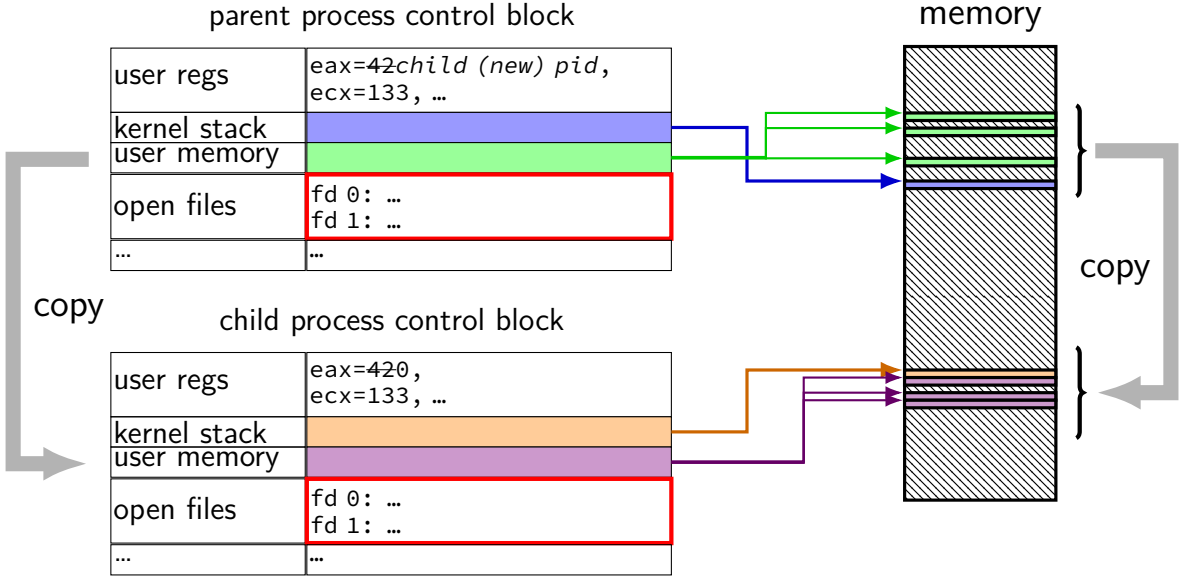 parent process control block
memory
user regs
eax=42child (new) pid,
ecx=133, …
kernel stack
user memory
open files
fd 0: …
fd 1: …
…
…
copy
copy
child process control block
user regs
eax=420,
ecx=133, …
kernel stack
user memory
open files
fd 0: …
fd 1: …
…
…